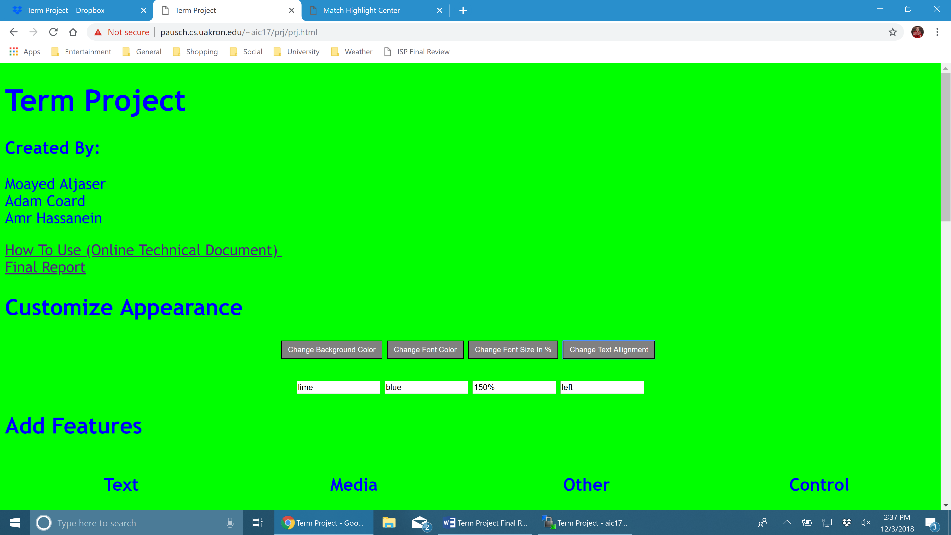 Term Project - Dropbox
Term Project
Match Highlight Center
Not secure | pausch.cs.uakron.edu/~aic17/prj/prj.html
Apps
Entertainment
General
Shopping
Social
University
Weather
ISP Final Review
Term Project
Created By:
Moayed Aljaser
Adam Coard
Amr Hassanein
How To Use (Online Technical Document)
Final Report
Customize Appearance
Change Background Color
Change Font Color
Change Font Size In %
Change Text Allignment
lime
blue
150%
left
Add Features
Text
Media
Other
Control
Type here to search
Term Project - Goo...
Term Project Final R...
Term Project - aic17...
2:37 PM
12/3/2018